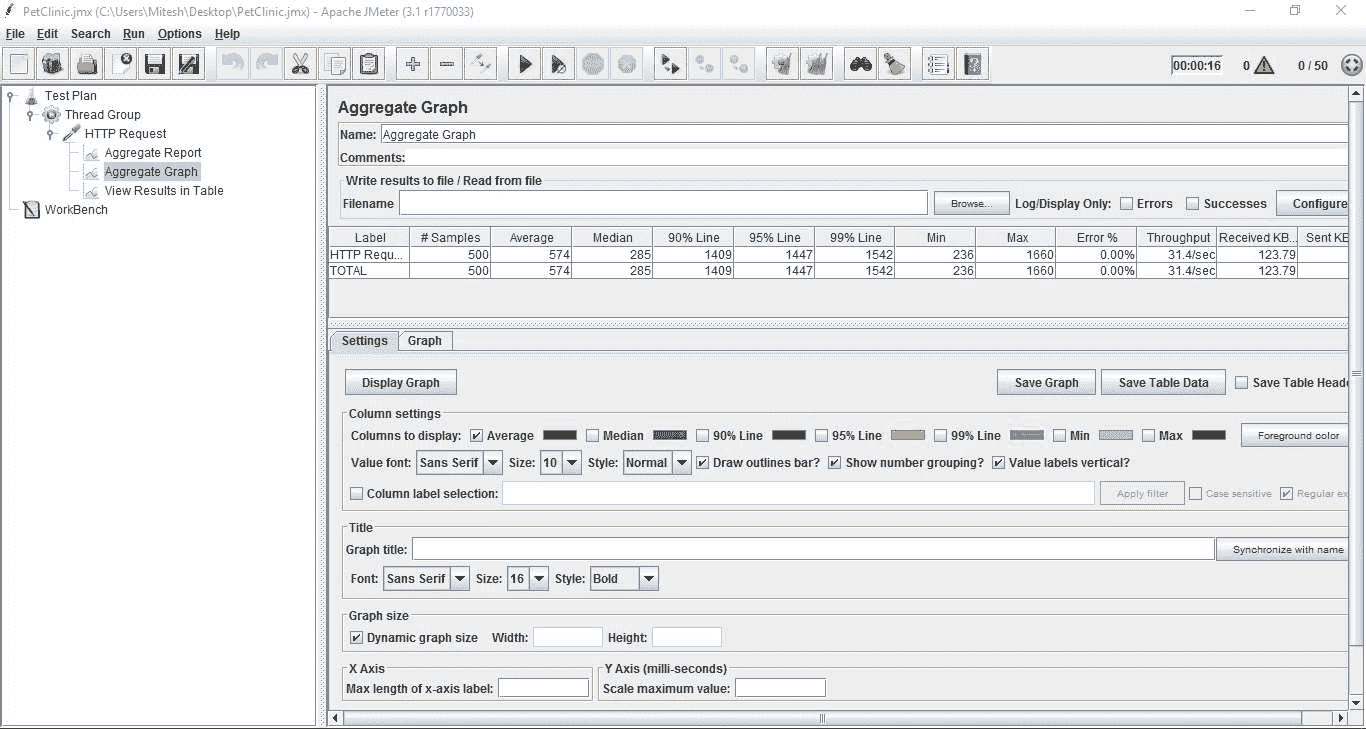 PetClinic.jmx (C:\Users\Mitesh\Desktop\PetClinic.jmx) - Apache JMeter (3.1 r1770033)
File Edit Search Run Options Help
00:00:16 0 0 / 50
Test Plan
Thread Group
HTTP Request
Aggregate Report
Aggregate Graph
View Results in Table
WorkBench
Aggregate Graph
Name: Aggregate Graph
Comments:
Write results to file / Read from file
Filename Browse... Log/Display Only: Errors Successes Configure
Label # Samples Average Median 90% Line 95% Line 99% Line Min Max Error % Throughput Received KB... Sent KB
HTTP Requ... 500 574 285 1409 1447 1542 236 1660 0.00% 31.4/sec 123.79
TOTAL 500 574 285 1409 1447 1542 236 1660 0.00% 31.4/sec 123.79
Settings Graph
Display Graph Save Graph Save Table Data Save Table Heade
Column settings
Columns to display: Average Median 90% Line 95% Line 99% Line Min Max Foreground color
Value font: Sans Serif Size: 10 Style: Normal Draw outlines bar? Show number grouping? Value labels vertical?
Column label selection: Apply filter Case sensitive Regular ex
Title
Graph title: Synchronize with name
Font: Sans Serif Size: 16 Style: Bold
Graph size
Dynamic graph size Width: Height:
X Axis Y Axis (milli-seconds)
Max length of x-axis label: Scale maximum value: